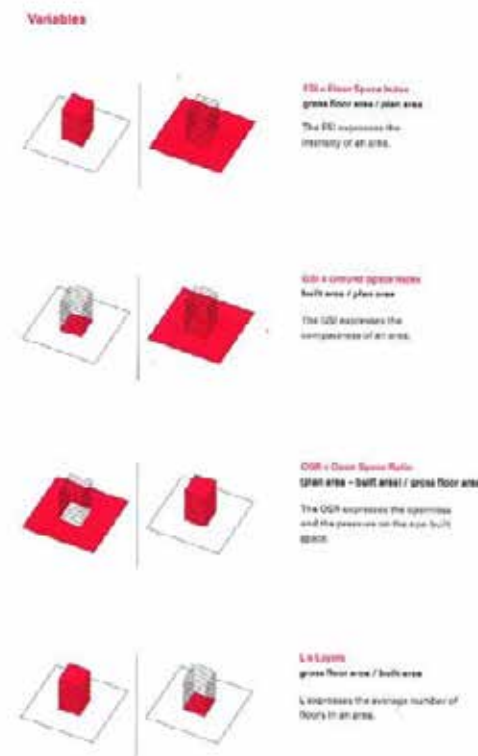 Variables
FSI = Floor Space Index
gross floor area / plan area
The FSI expresses the
intensity of an area.
GSI = Ground Space Index
built area / plan area
The GSI expresses the
compactness of an area.
OSR = Open Space Ratio
(plan area – built area) / gross floor area
The OSR expresses the openness
and the pressure on the non-built
space.
L = Layers
gross floor area / built area
L expresses the average number of
floors in an area.